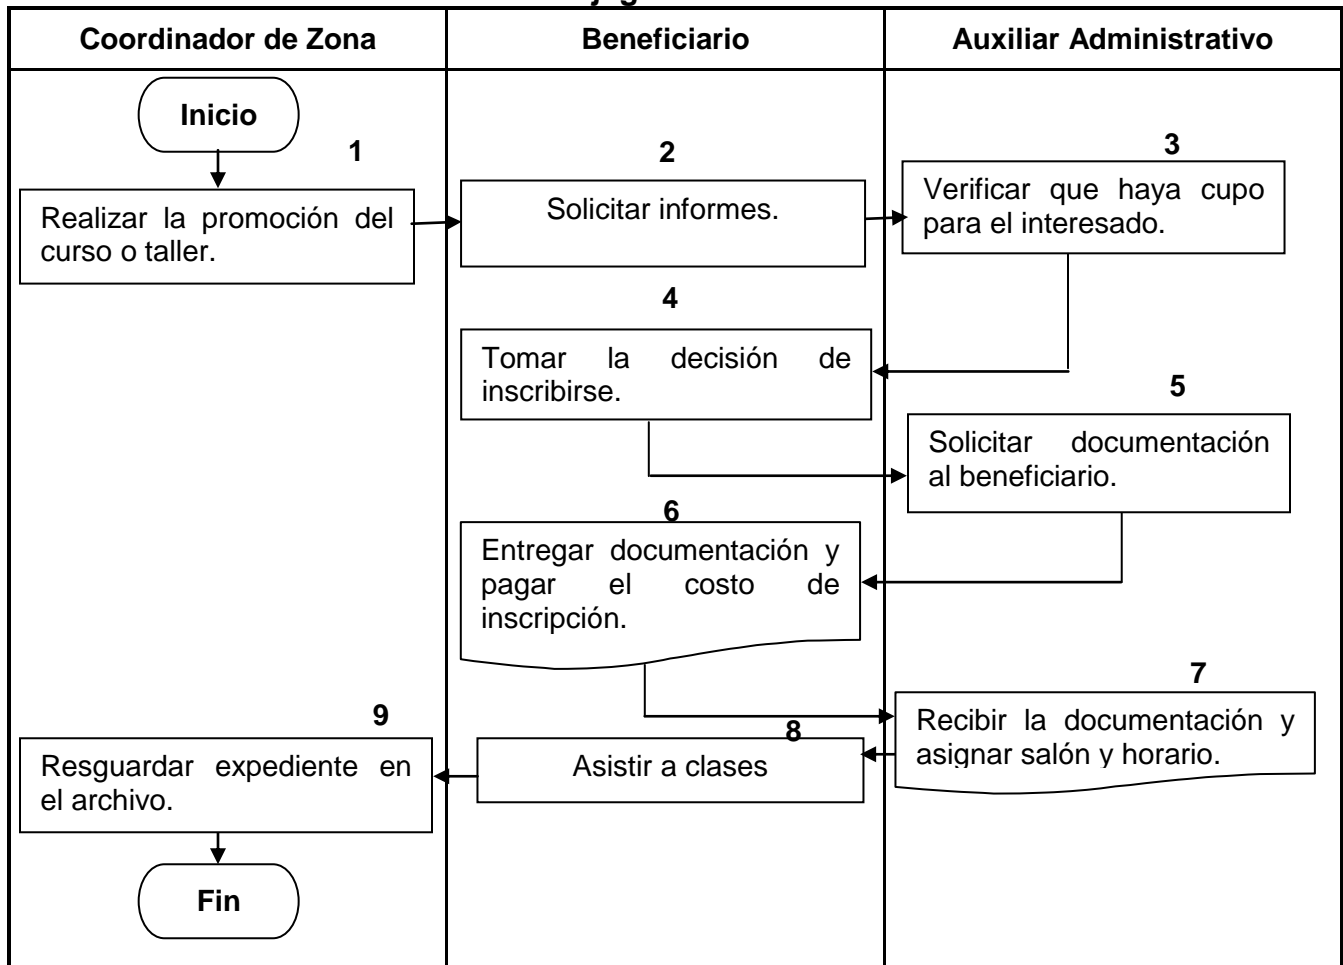 Coordinador de Zona
Beneficiario
Auxiliar Administrativo
Inicio
1
Realizar la promoción del
curso o taller.
2
Solicitar informes.
3
Verificar que haya cupo
para el interesado.
4
Tomar la decisión de
inscribirse.
5
Solicitar documentación
al beneficiario.
6
Entregar documentación y
pagar el costo de
inscripción.
7
Recibir la documentación y
asignar salón y horario.
8
Asistir a clases
9
Resguardar expediente en
el archivo.
Fin